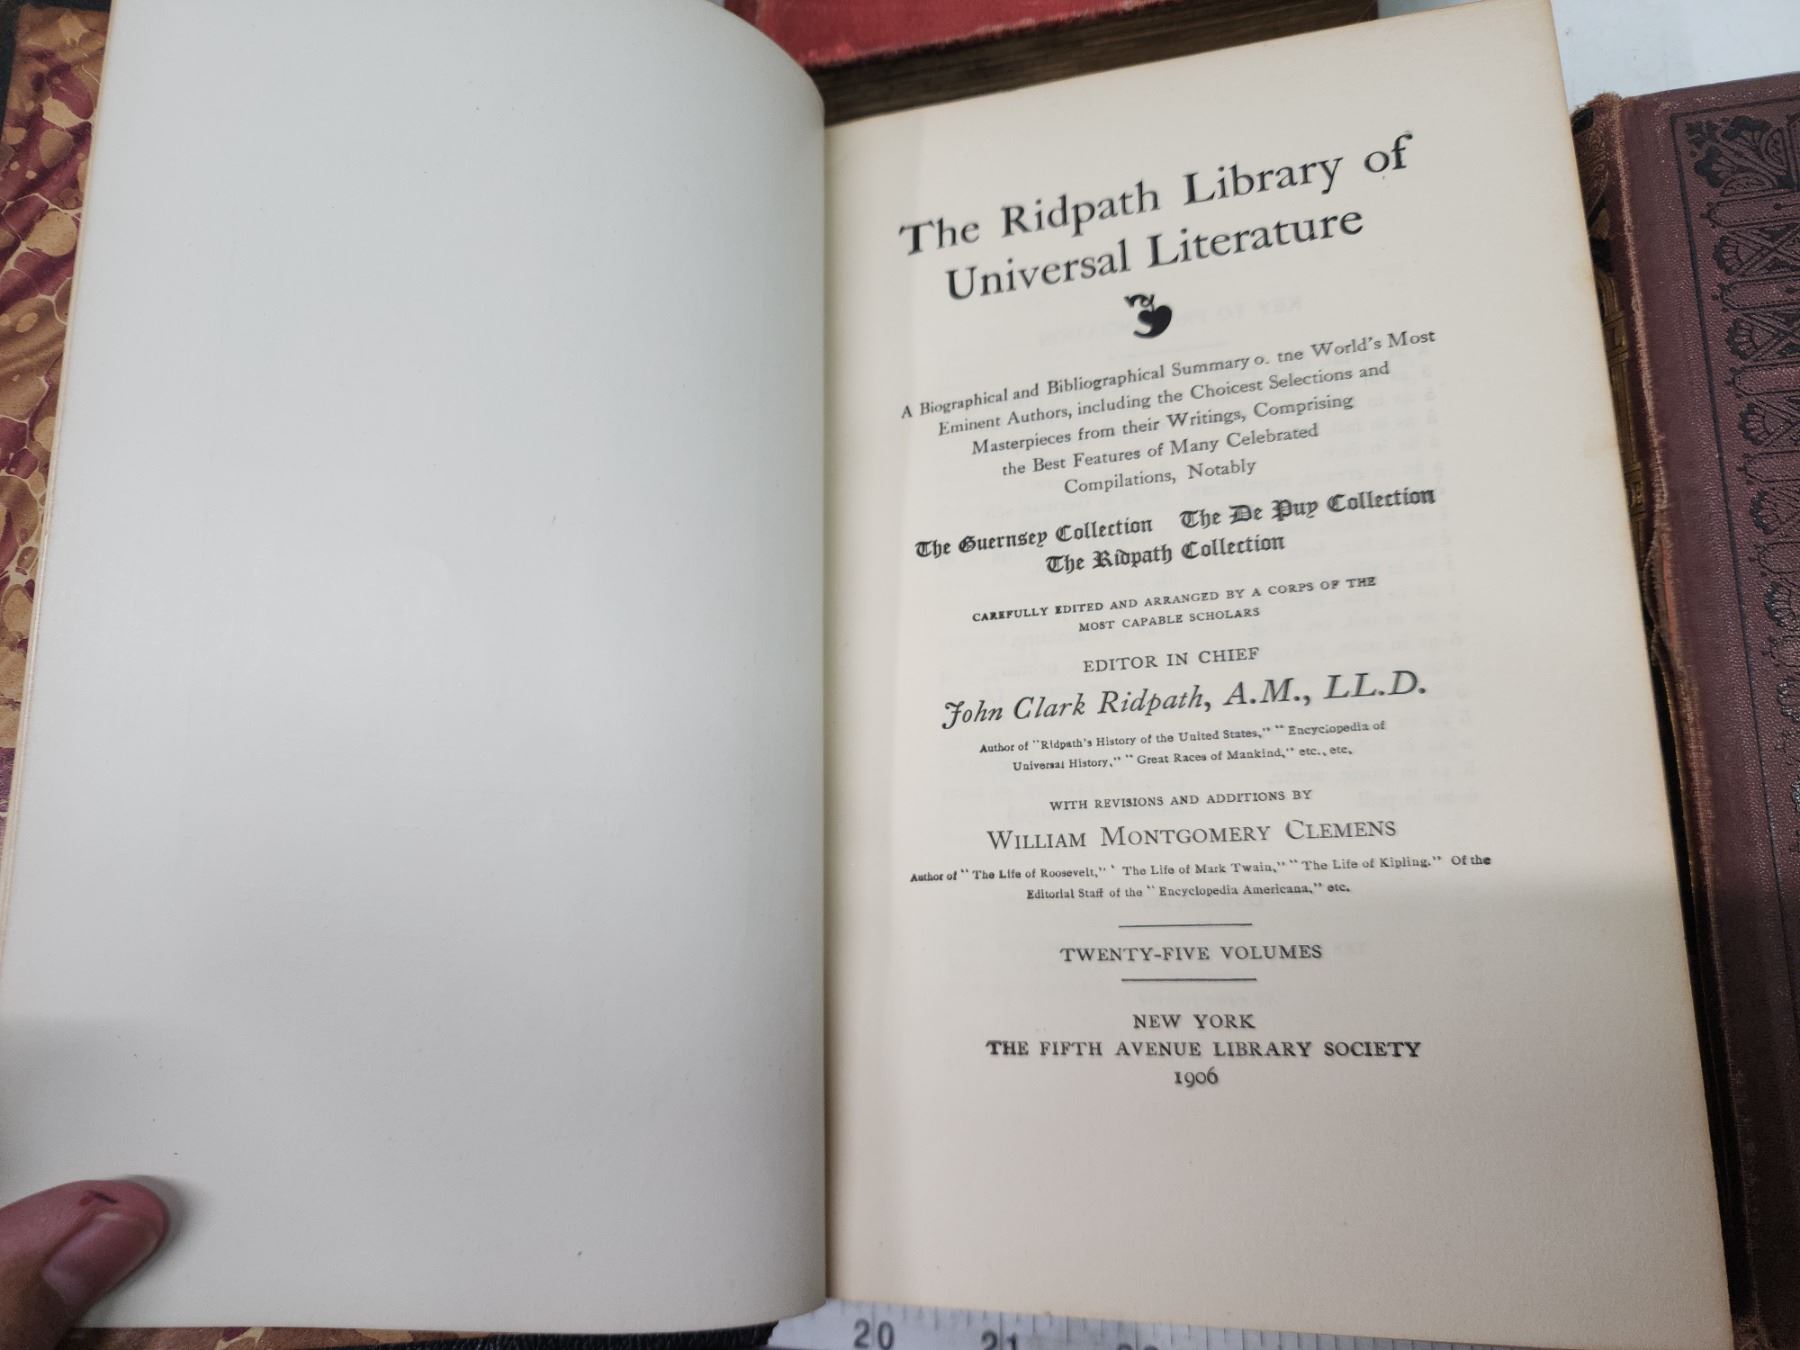 The Ridpath Library of
Universal Literature
A Biographical and Bibliographical Summary o. the World's Most
Eminent Authors, including the Choicest Selections and
Masterpieces from their Writings, Comprising
the Best Features of Many Celebrated
Compilations, Notably
The Guernsey Collection The De Puy Collection
The Ridpath Collection
CAREFULLY EDITED AND ARRANGED BY A CORPS OF THE
MOST CAPABLE SCHOLARS
EDITOR IN CHIEF
John Clark Ridpath, A.M., LL.D.
Author of "Ridpath's History of the United States," "Encyclopedia of
Universal History," "Great Races of Mankind," etc., etc.
WITH REVISIONS AND ADDITIONS BY
WILLIAM MONTGOMERY CLEMENS
Author of "The Life of Roosevelt," ' The Life of Mark Twain," "The Life of Kipling." Of the
Editorial Staff of the "Encyclopedia Americana," etc.
TWENTY-FIVE VOLUMES
NEW YORK
THE FIFTH AVENUE LIBRARY SOCIETY
1906
20 21